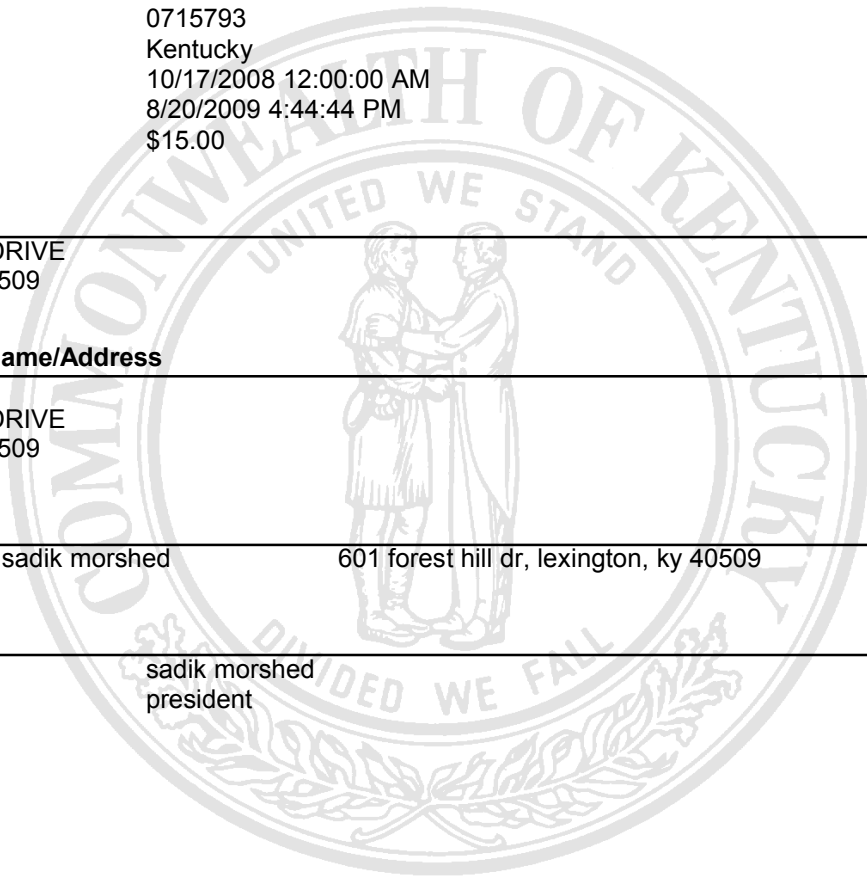 0715793
Kentucky
10/17/2008 12:00:00 AM
8/20/2009 4:44:44 PM
$15.00
COMMONWEALTH OF KENTUCKY
UNITED WE STAND
DRIVE
509
ame/Address
DRIVE
509
sadik morshed 601 forest hill dr, lexington, ky 40509
sadik morshed
president
DIVIDED WE FALL